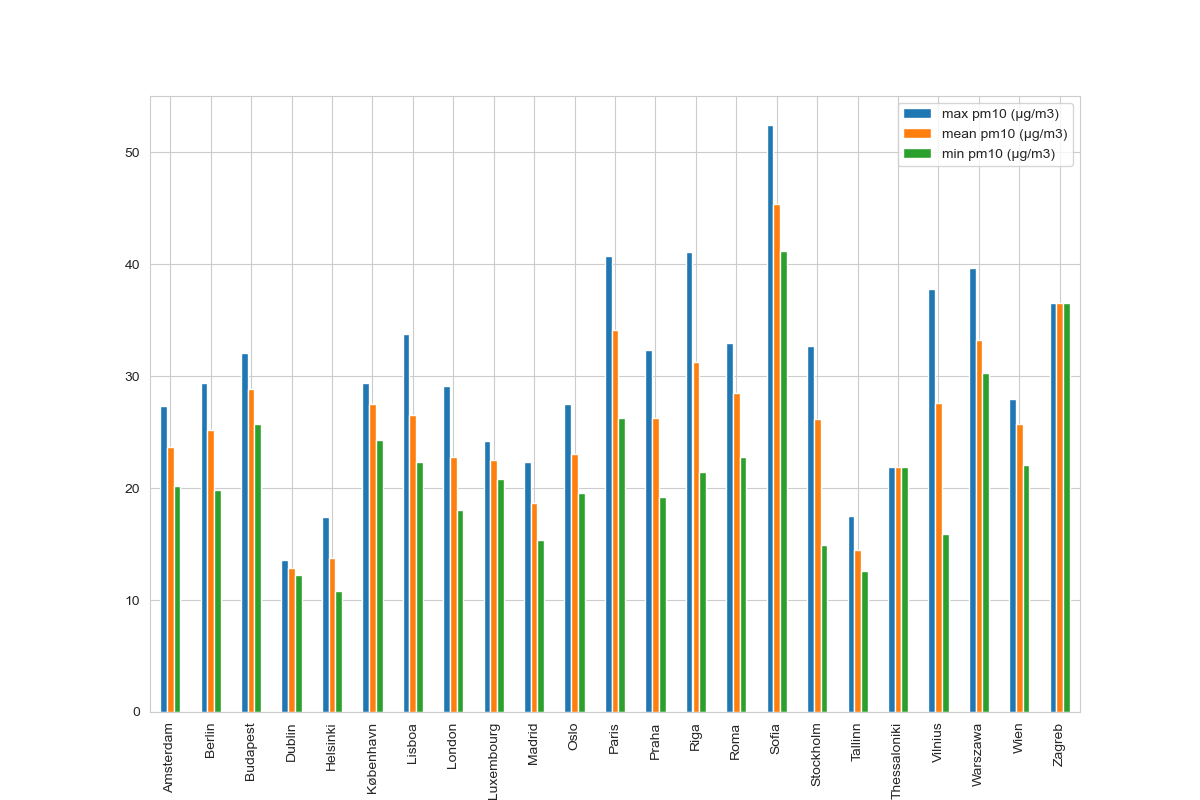 max pm10 (µg/m3)
mean pm10 (µg/m3)
min pm10 (µg/m3)
50
40
30
20
10
0
Amsterdam
Berlin
Budapest
Dublin
Helsinki
København
Lisboa
London
Luxembourg
Madrid
Oslo
Paris
Praha
Riga
Roma
Sofia
Stockholm
Tallinn
Thessaloniki
Vilnius
Warszawa
Wien
Zagreb